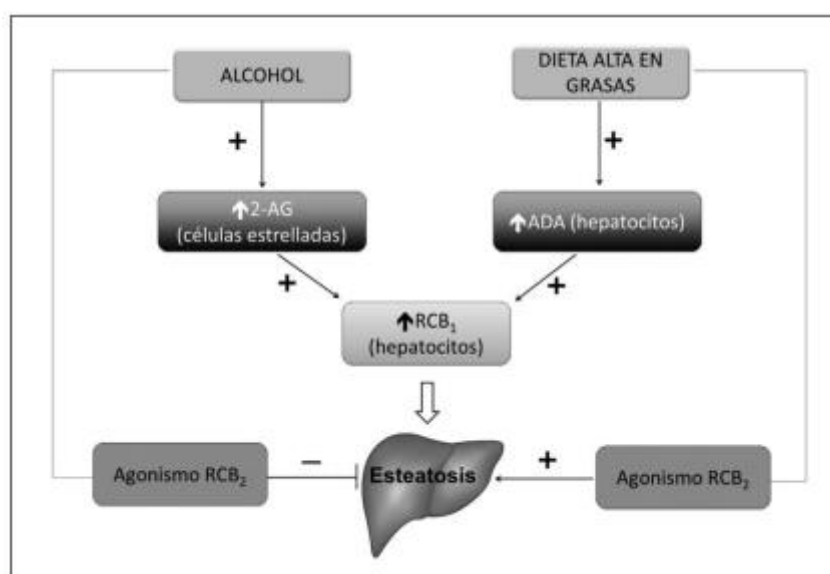 ALCOHOL
DIETA ALTA EN
GRASAS
+
+
↑2-AG
(células estrelladas)
↑ADA (hepatocitos)
+
+
↑RCB₁
(hepatocitos)
Agonismo RCB₂
–
Esteatosis
+
Agonismo RCB₂